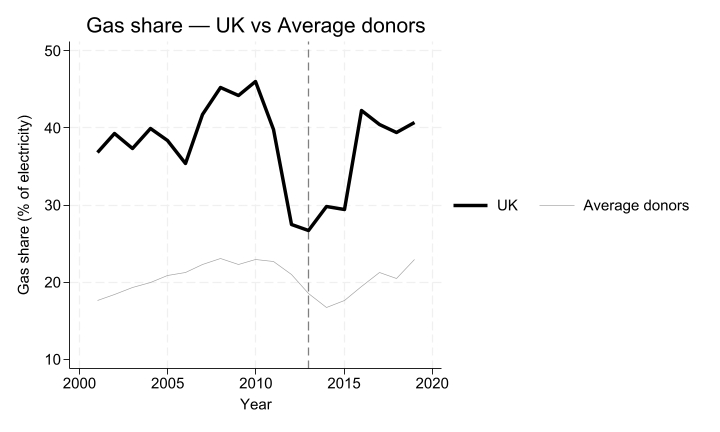 Gas share — UK vs Average donors
Gas share (% of electricity)
50
40
30
20
10
2000 2005 2010 2015 2020
Year
UK Average donors